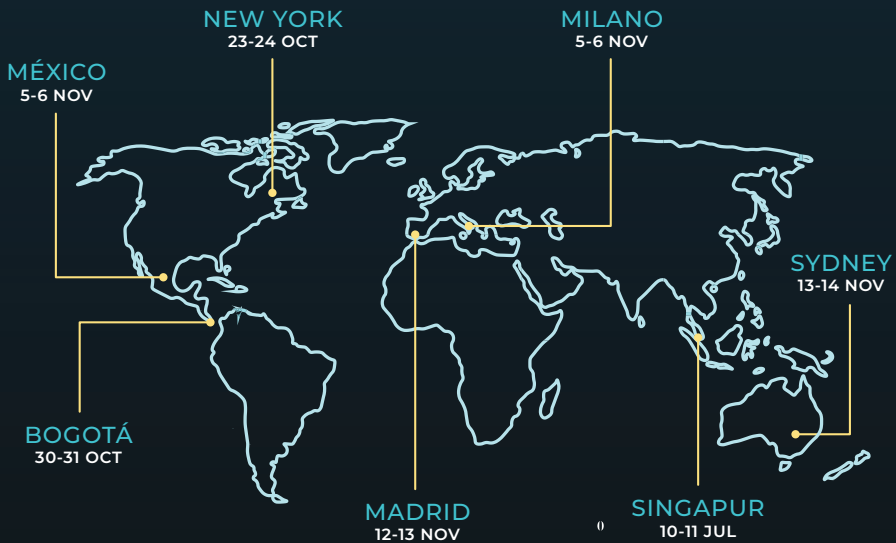 NEW YORK
23-24 OCT
MILANO
5-6 NOV
MÉXICO
5-6 NOV
SYDNEY
13-14 NOV
BOGOTÁ
30-31 OCT
MADRID
12-13 NOV
SINGAPUR
10-11 JUL
0